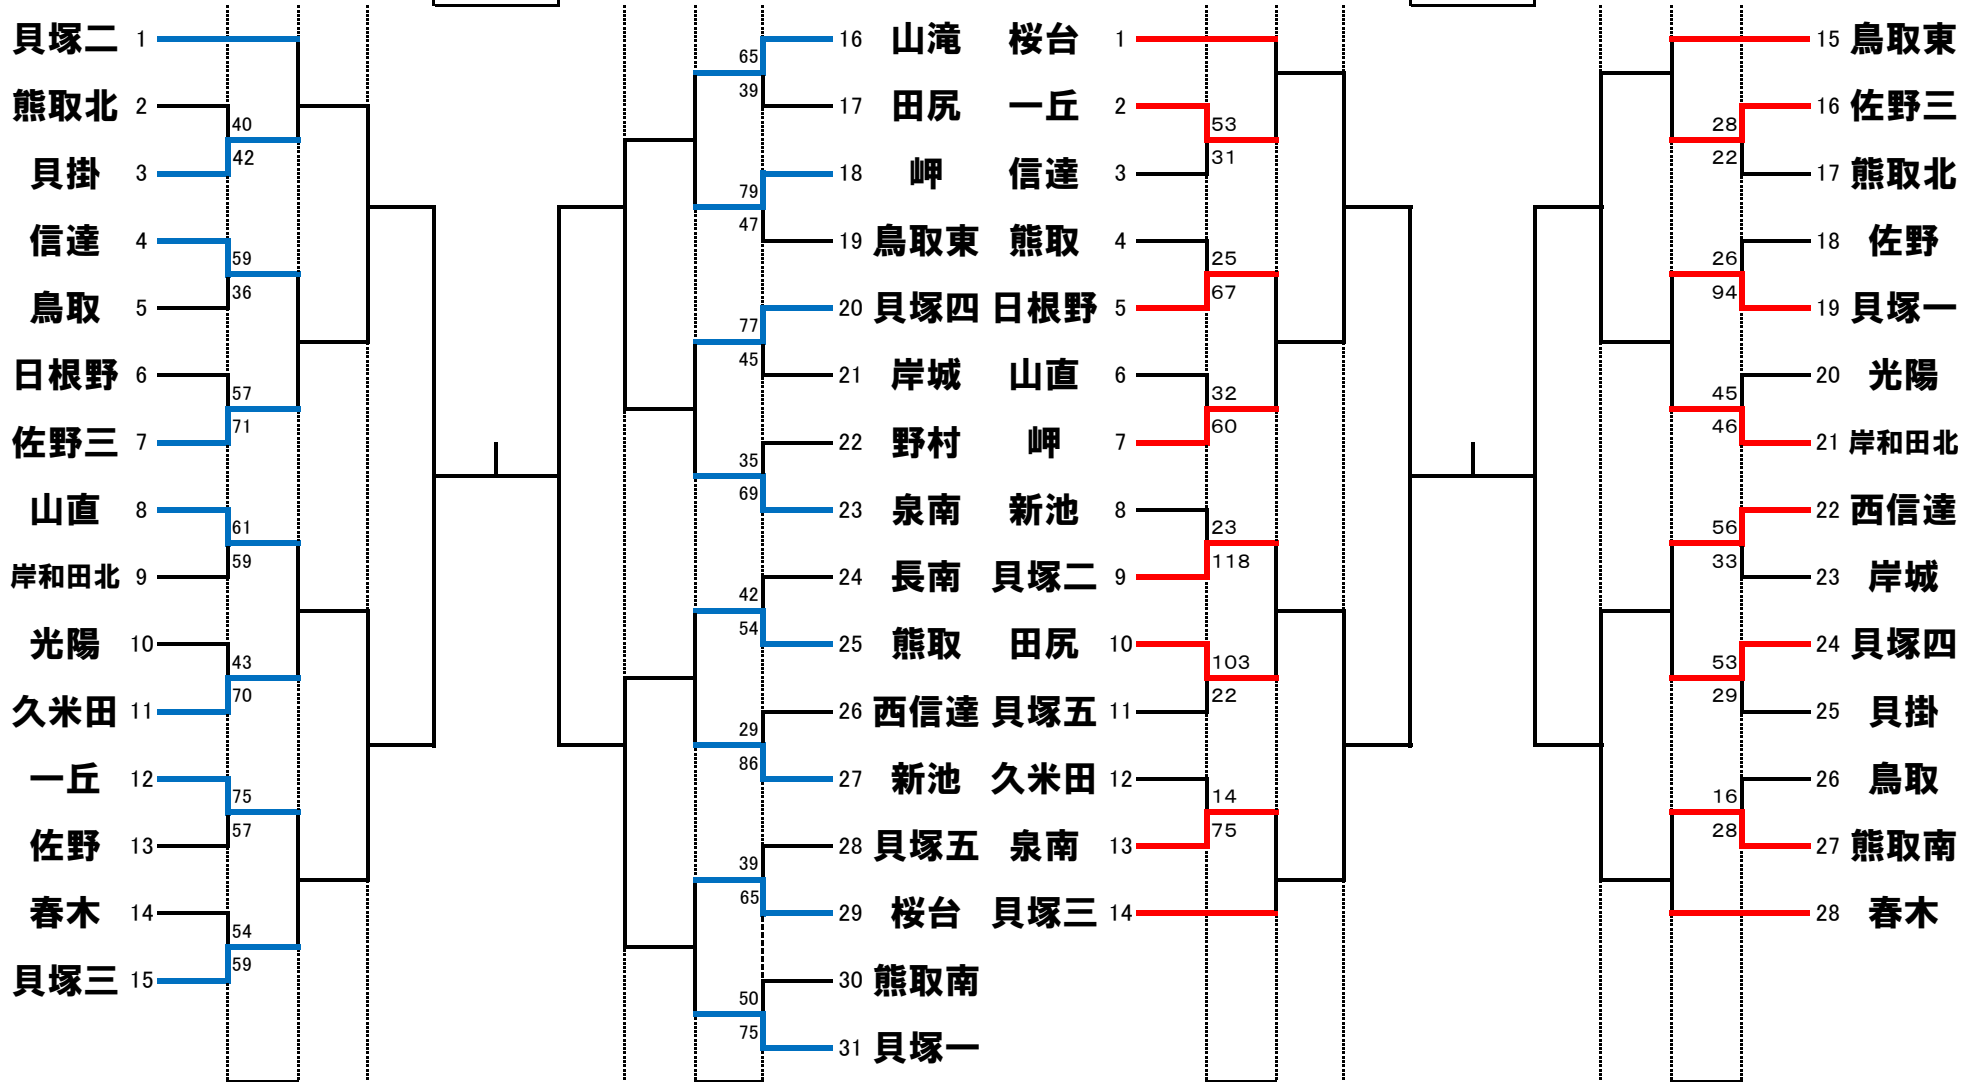 貝塚二 1
熊取北 2
40
42
貝掛 3
信達 4
59
36
鳥取 5
日根野 6
57
71
佐野三 7
山直 8
61
59
岸和田北 9
光陽 10
43
70
久米田 11
一丘 12
75
57
佐野 13
春木 14
54
59
貝塚三 15
16 山滝
65
39
17 田尻
18 岬
79
47
19 鳥取東
20 貝塚四
77
45
21 岸城
22 野村
35
69
23 泉南
24 長南
42
54
25 熊取
26 西信達
29
86
27 新池
28 貝塚五
39
65
29 桜台
30 熊取南
50
75
31 貝塚一
桜台 1
一丘 2
53
31
信達 3
熊取 4
25
67
日根野 5
山直 6
32
60
岬 7
新池 8
23
118
貝塚二 9
田尻 10
103
22
貝塚五 11
久米田 12
14
75
泉南 13
貝塚三 14
15 鳥取東
16 佐野三
28
22
17 熊取北
18 佐野
26
94
19 貝塚一
20 光陽
45
46
21 岸和田北
22 西信達
56
33
23 岸城
24 貝塚四
53
29
25 貝掛
26 鳥取
16
28
27 熊取南
28 春木